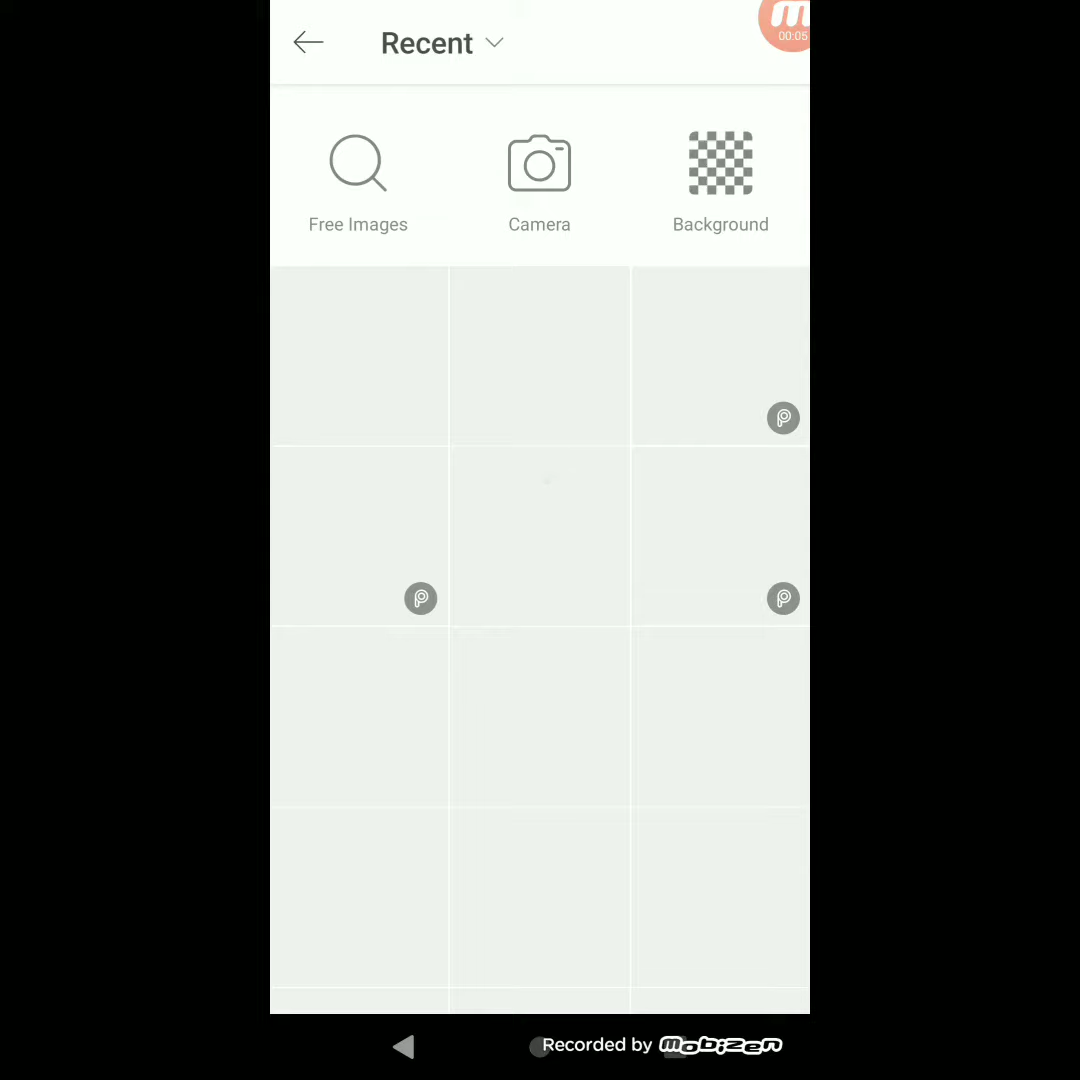 Recent
00:05
Free Images
Camera
Background
Recorded by mobizen